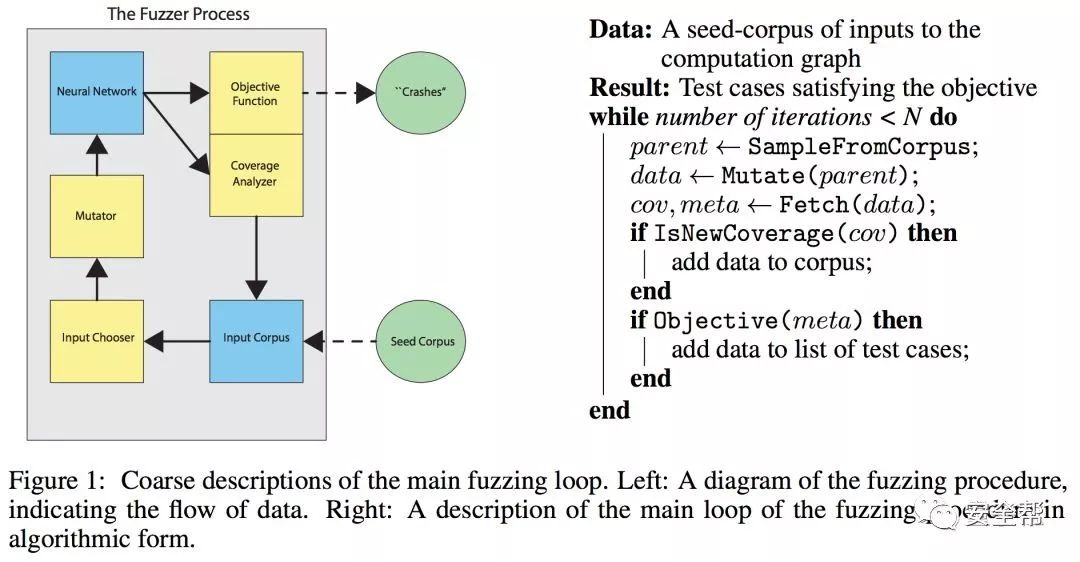 The Fuzzer Process
Neural Network
Objective
Function
``Crashes"
Coverage
Analyzer
Mutator
Input Chooser
Input Corpus
Seed Corpus
Data: A seed-corpus of inputs to the
computation graph
Result: Test cases satisfying the objective
while number of iterations < N do
parent ← SampleFromCorpus;
data ← Mutate(parent);
cov, meta ← Fetch(data);
if IsNewCoverage(cov) then
add data to corpus;
end
if Objective(meta) then
add data to list of test cases;
end
end
Figure 1: Coarse descriptions of the main fuzzing loop. Left: A diagram of the fuzzing procedure,
indicating the flow of data. Right: A description of the main loop of the fuzzing in
algorithmic form.
安全帮